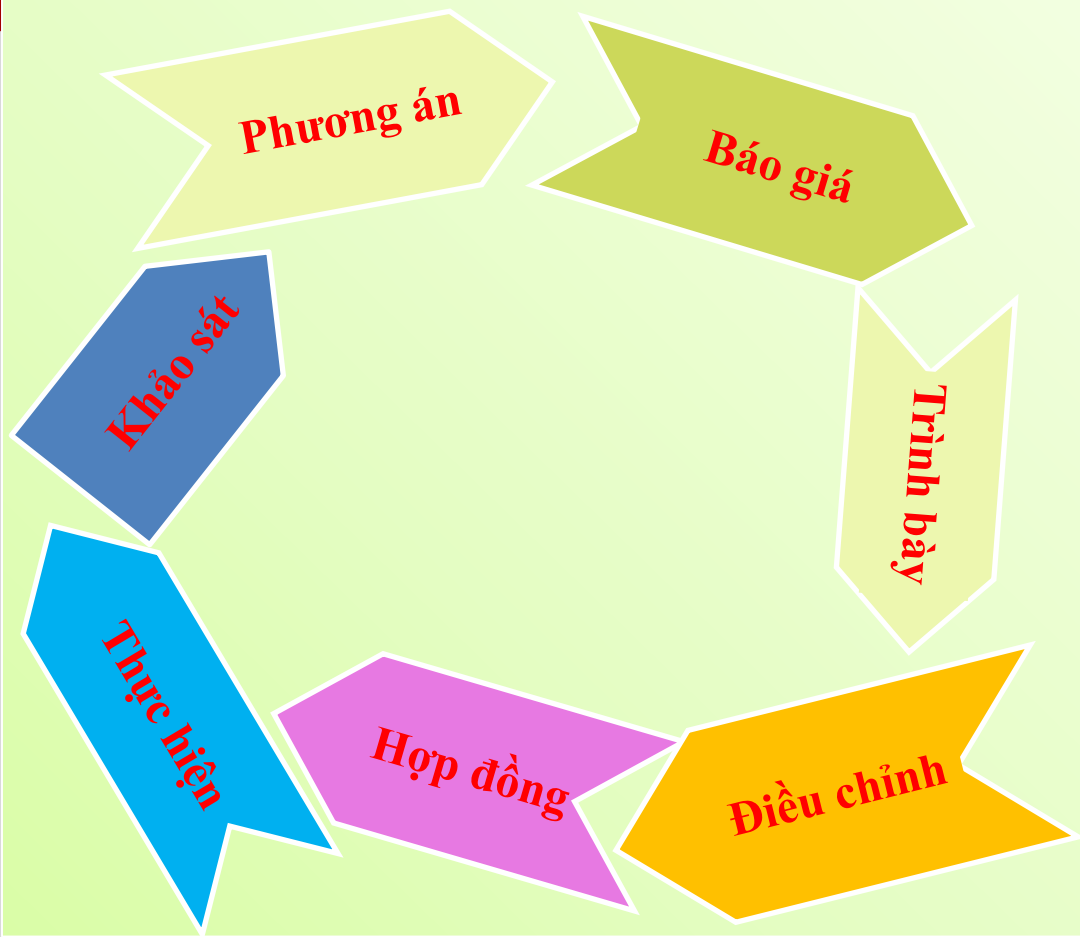 Phương án
Báo giá
Trình bày
Điều chỉnh
Hợp đồng
Thực hiện
Khảo sát